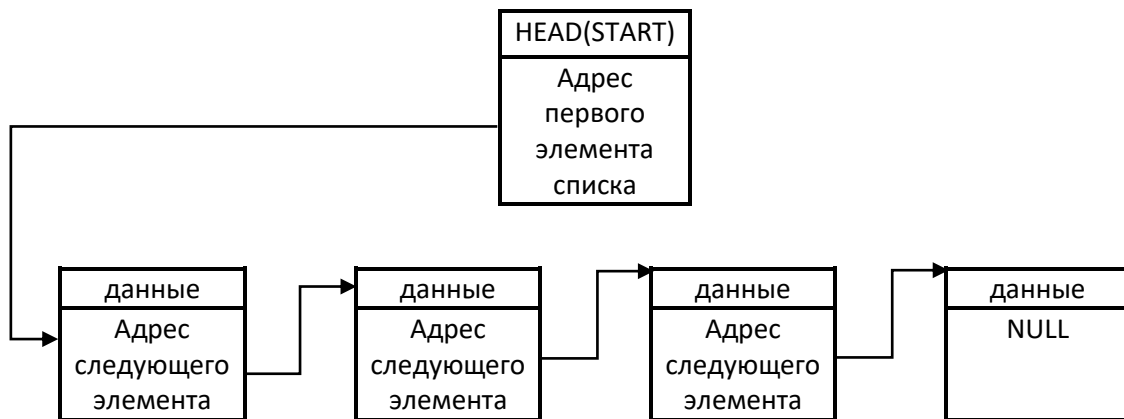 HEAD(START)
Адрес
первого
элемента
списка
данные
Адрес
следующего
элемента
данные
Адрес
следующего
элемента
данные
Адрес
следующего
элемента
данные
NULL